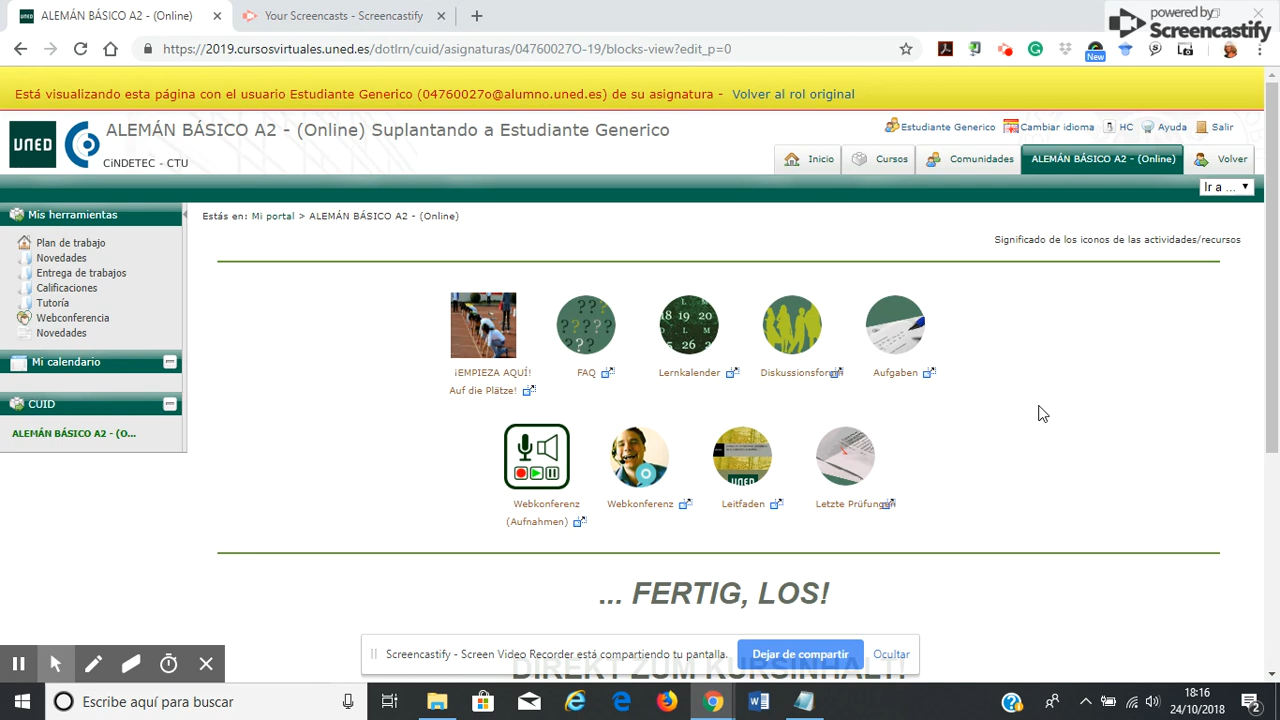 ALEMÁN BÁSICO A2 - (Online)
Your Screencasts - Screencastify
powered by
Screencastify
https://2019.cursosvirtuales.uned.es/dotlrn/cuid/asignaturas/04760027O-19/blocks-view?edit_p=0
New
Está visualizando esta página con el usuario Estudiante Generico (04760027o@alumno.uned.es) de su asignatura - Volver al rol original
UNED
ALEMÁN BÁSICO A2 - (Online) Suplantando a Estudiante Generico
CiNDETEC - CTU
Estudiante Generico
Cambiar idioma
HC
Ayuda
Salir
Inicio
Cursos
Comunidades
ALEMÁN BÁSICO A2 - (Online)
Volver
Ir a ...
Mis herramientas
Plan de trabajo
Novedades
Entrega de trabajos
Calificaciones
Tutoría
Webconferencia
Novedades
Mi calendario
CUID
ALEMÁN BÁSICO A2 - (O...
Estás en: Mi portal > ALEMÁN BÁSICO A2 - (Online)
Significado de los iconos de las actividades/recursos
¡EMPIEZA AQUÍ!
Auf die Plätze!
FAQ
Lernkalender
Diskussionsforum
Aufgaben
Webkonferenz
(Aufnahmen)
Webkonferenz
Leitfaden
Letzte Prüfungen
... FERTIG, LOS!
DIREKT ZUM KURSINHALT!
Screencastify - Screen Video Recorder está compartiendo tu pantalla.
Dejar de compartir
Ocultar
Escribe aquí para buscar
18:16
24/10/2018
2